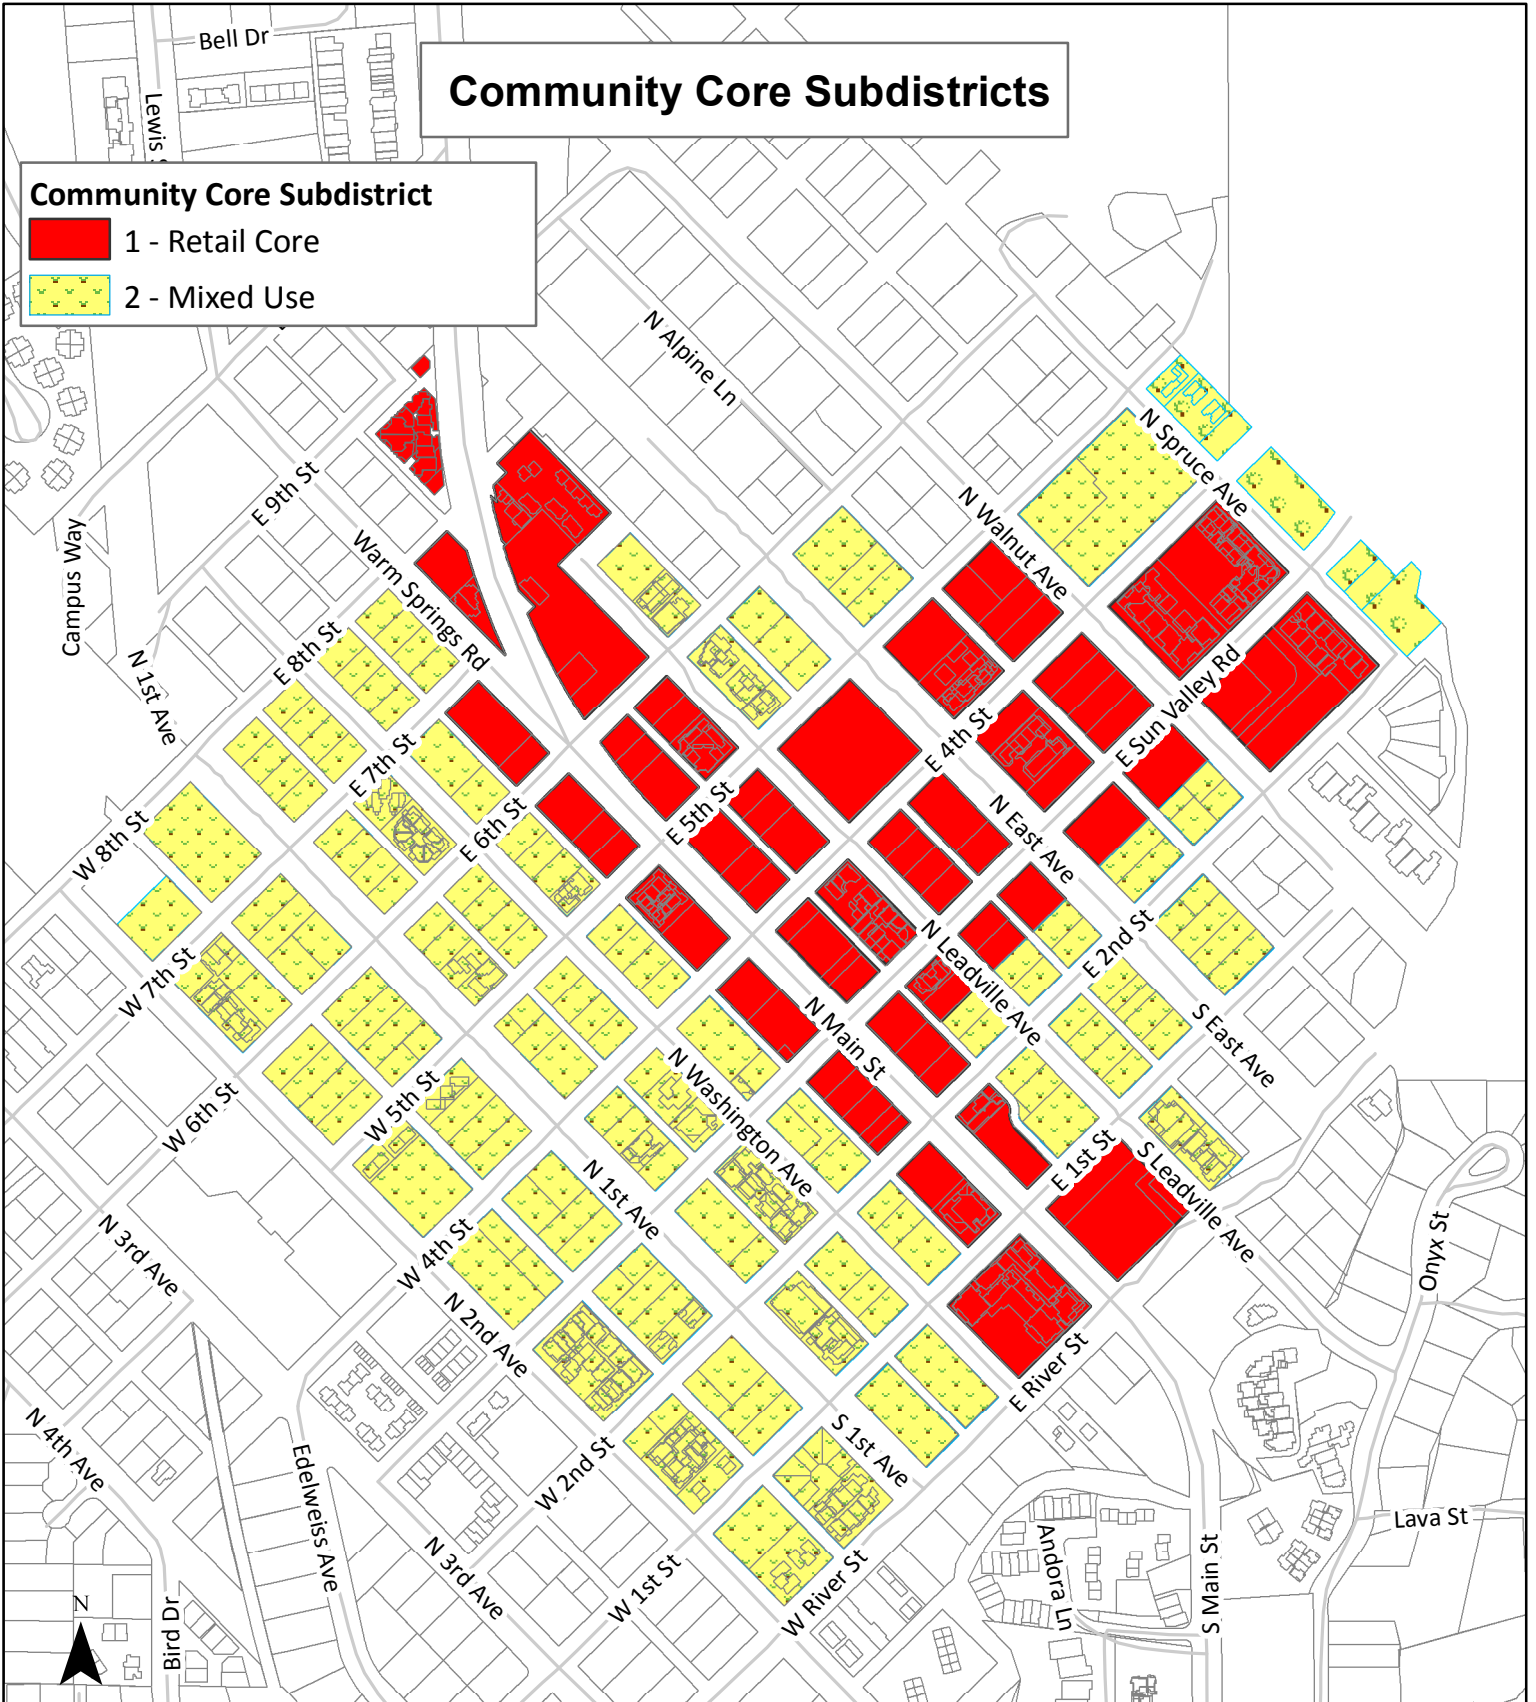 Bell Dr
Community Core Subdistricts
Lewis S
Community Core Subdistrict
1 - Retail Core
2 - Mixed Use
N Alpine Ln
N Spruce Ave
E 9th St
N Walnut Ave
Campus Way
Warm Springs Rd
E 8th St
N 1st Ave
E Sun Valley Rd
E 4th St
E 7th St
E 6th St
E 5th St
N East Ave
W 8th St
N Leadville Ave
E 2nd St
W 7th St
N Main St
S East Ave
W 6th St
W 5th St
N Washington Ave
E 1st St
S Leadville Ave
N 1st Ave
N 3rd Ave
W 4th St
Onyx St
N 2nd Ave
E River St
N 4th Ave
S 1st Ave
Edelweiss Ave
W 2nd St
Lava St
Andora Ln
N 3rd Ave
W 1st St
W River St
S Main St
Bird Dr
N